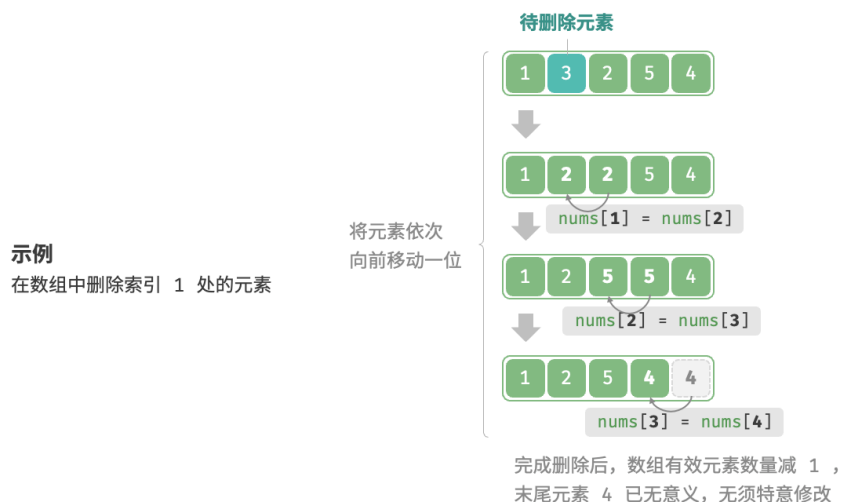 待删除元素
1 3 2 5 4
1 2 2 5 4
nums[1] = nums[2]
将元素依次
向前移动一位
示例
在数组中删除索引 1 处的元素
1 2 5 5 4
nums[2] = nums[3]
1 2 5 4 4
nums[3] = nums[4]
完成删除后，数组有效元素数量减 1 ，
末尾元素 4 已无意义，无须特意修改